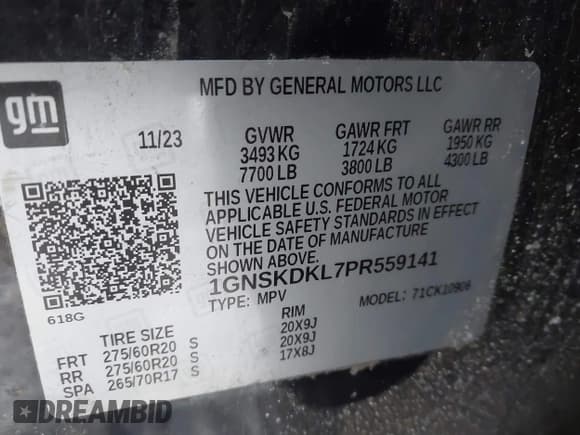 gm
MFD BY GENERAL MOTORS LLC
11/23 GVWR GAWR FRT GAWR RR
3493 KG 1724 KG 1950 KG
7700 LB 3800 LB 4300 LB
THIS VEHICLE CONFORMS TO ALL
APPLICABLE U.S. FEDERAL MOTOR
VEHICLE SAFETY STANDARDS IN EFFECT
ON THE DATE OF MANUFACTURE
SHOWN ABOVE.
1GNSKDKL7PR559141
TYPE: MPV MODEL: 71CK10906
618G
TIRE SIZE RIM
FRT 275/60R20 S 20X9J
RR 275/60R20 S 20X9J
SPA 265/70R17 S 17X8J
DREAMBID